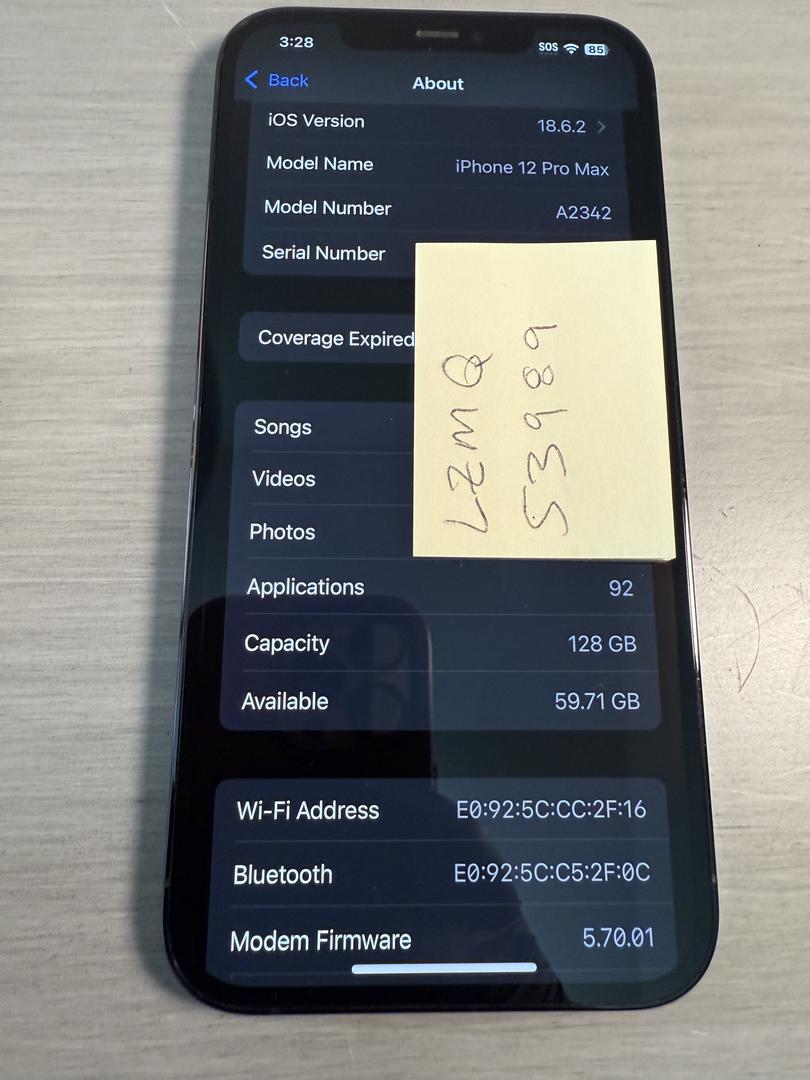 3:28
SOS
85
Back
About
iOS Version
18.6.2
Model Name
iPhone 12 Pro Max
Model Number
A2342
Serial Number
Coverage Expired
LZMQ
53989
Songs
Videos
Photos
Applications
92
Capacity
128 GB
Available
59.71 GB
Wi-Fi Address
E0:92:5C:CC:2F:16
Bluetooth
E0:92:5C:C5:2F:0C
Modem Firmware
5.70.01